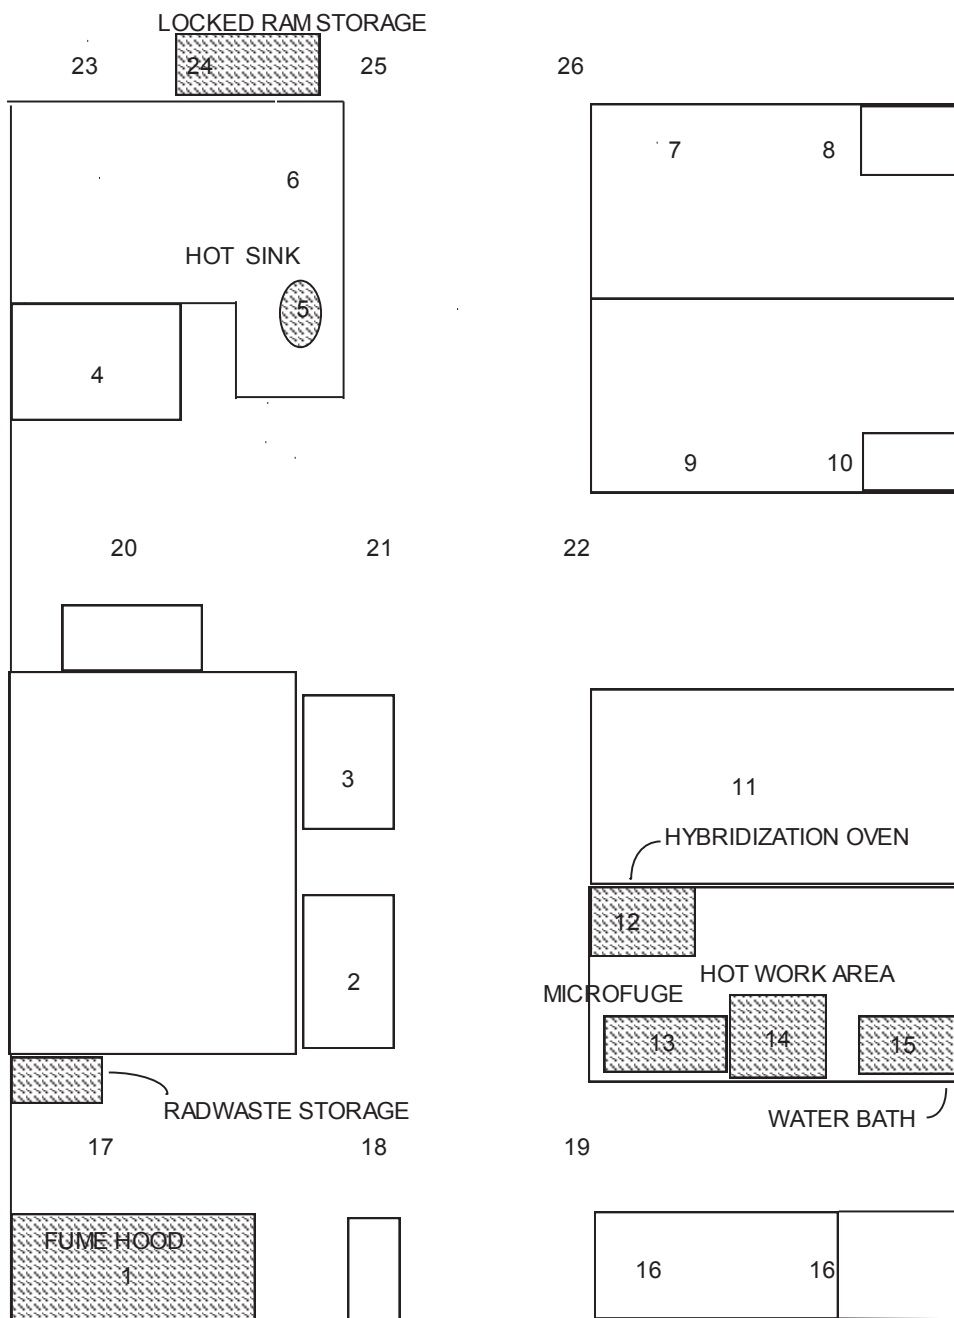 LOCKED RAM STORAGE
23 24 25 26
7 8
6
HOT SINK
5
4
9 10
20 21 22
3
11
HYBRIDIZATION OVEN
12
HOT WORK AREA
2
MICROFUGE
13 14 15
RADWASTE STORAGE
WATER BATH
17 18 19
FUME HOOD
1
16 16